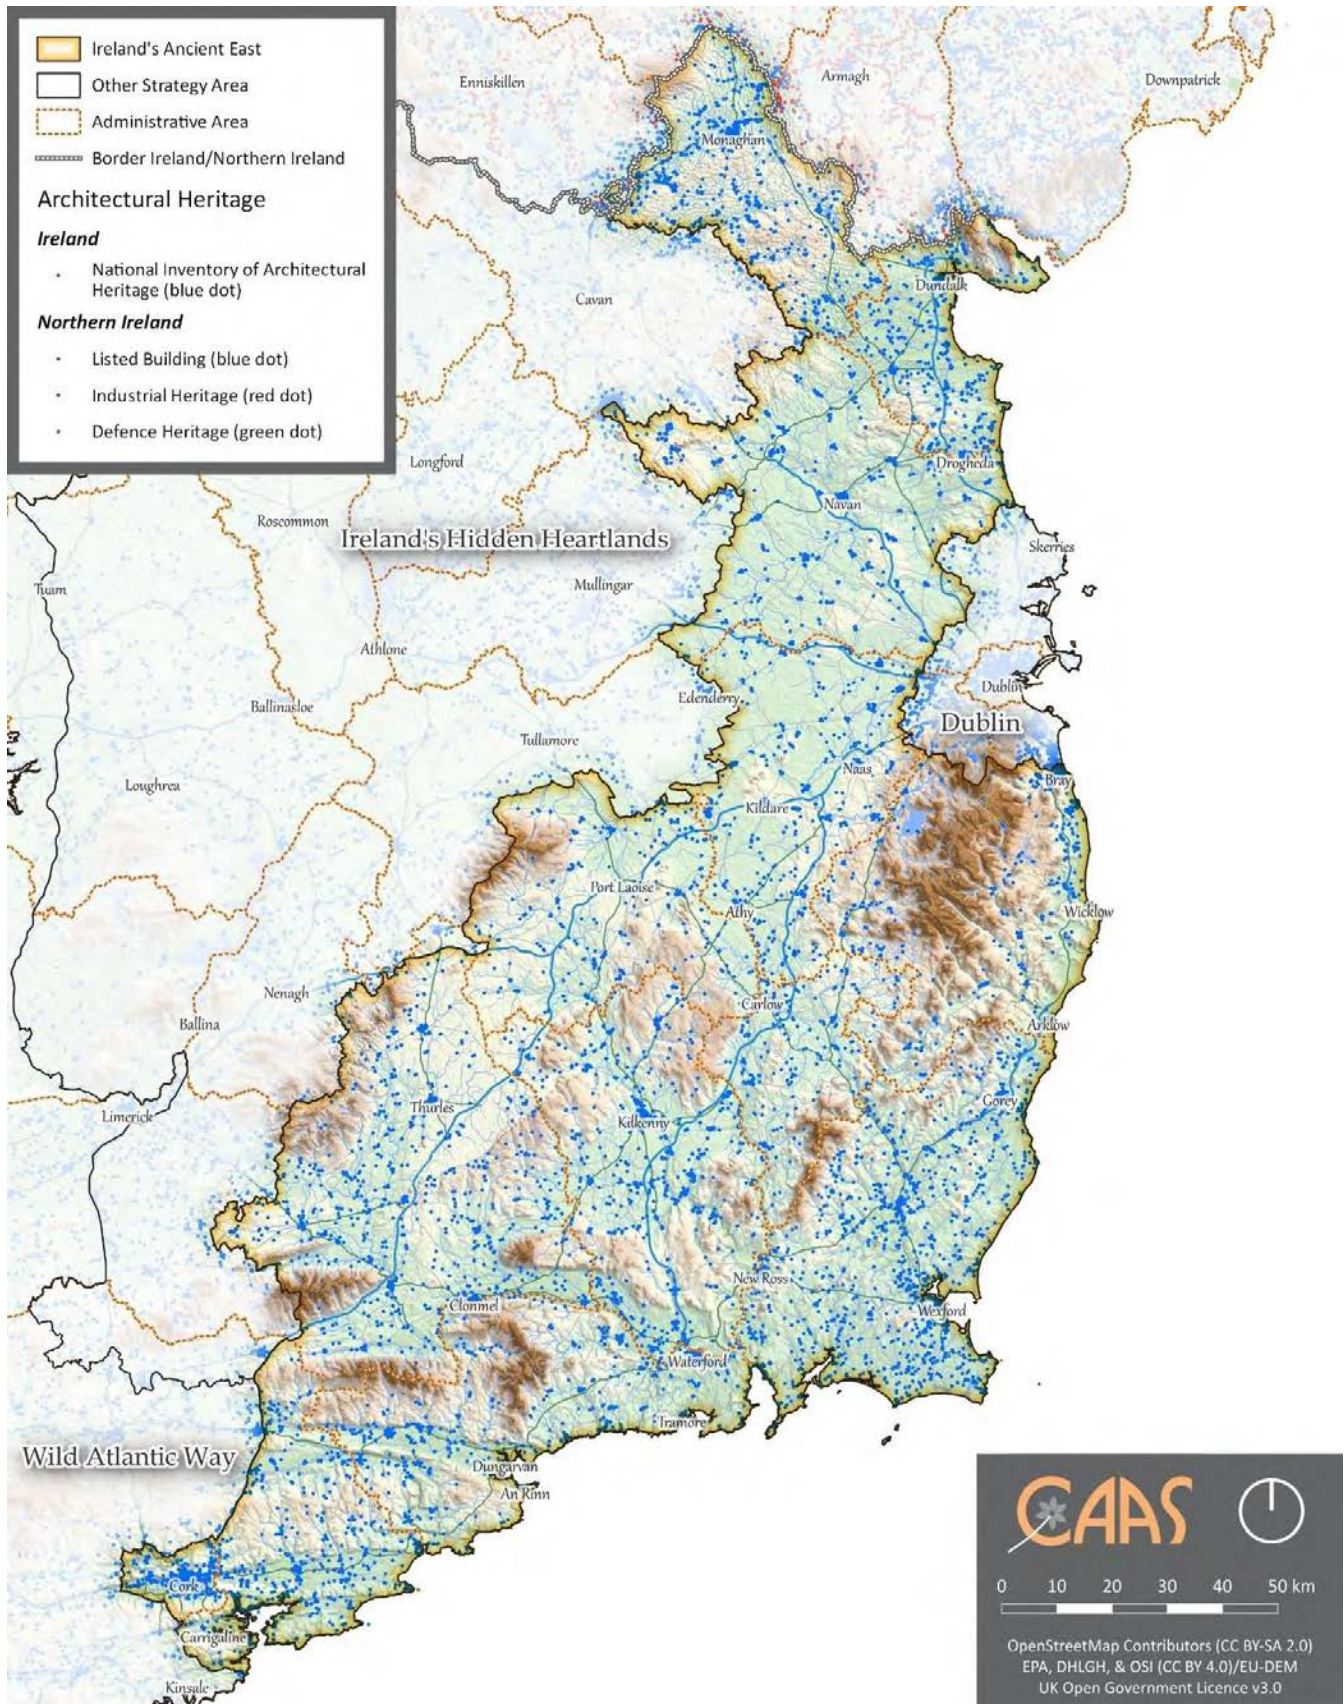 Ireland's Ancient East
Other Strategy Area
Administrative Area
Border Ireland/Northern Ireland
Architectural Heritage
Ireland
National Inventory of Architectural
Heritage (blue dot)
Northern Ireland
Listed Building (blue dot)
Industrial Heritage (red dot)
Defence Heritage (green dot)
Enniskillen
Armagh
Downpatrick
Monaghan
Dundalk
Cavan
Longford
Drogheda
Navan
Roscommon
Ireland's Hidden Heartlands
Skerries
Mullingar
Tuam
Athlone
Edenderry
Dublin
Ballinasloe
Dublin
Tullamore
Naas
Bray
Loughrea
Kildare
Port Laoise
Athy
Wicklow
Nenagh
Carlow
Ballina
Arklow
Gorey
Thurles
Limerick
Kilkenny
New Ross
Clonmel
Wexford
Waterford
Tramore
Wild Atlantic Way
Dungarvan
An Rinn
Cork
Carrigaline
Kinsale
CAAS
0 10 20 30 40 50 km
OpenStreetMap Contributors (CC BY-SA 2.0)
EPA, DHLGH, & OSI (CC BY 4.0)/EU-DEM
UK Open Government Licence v3.0